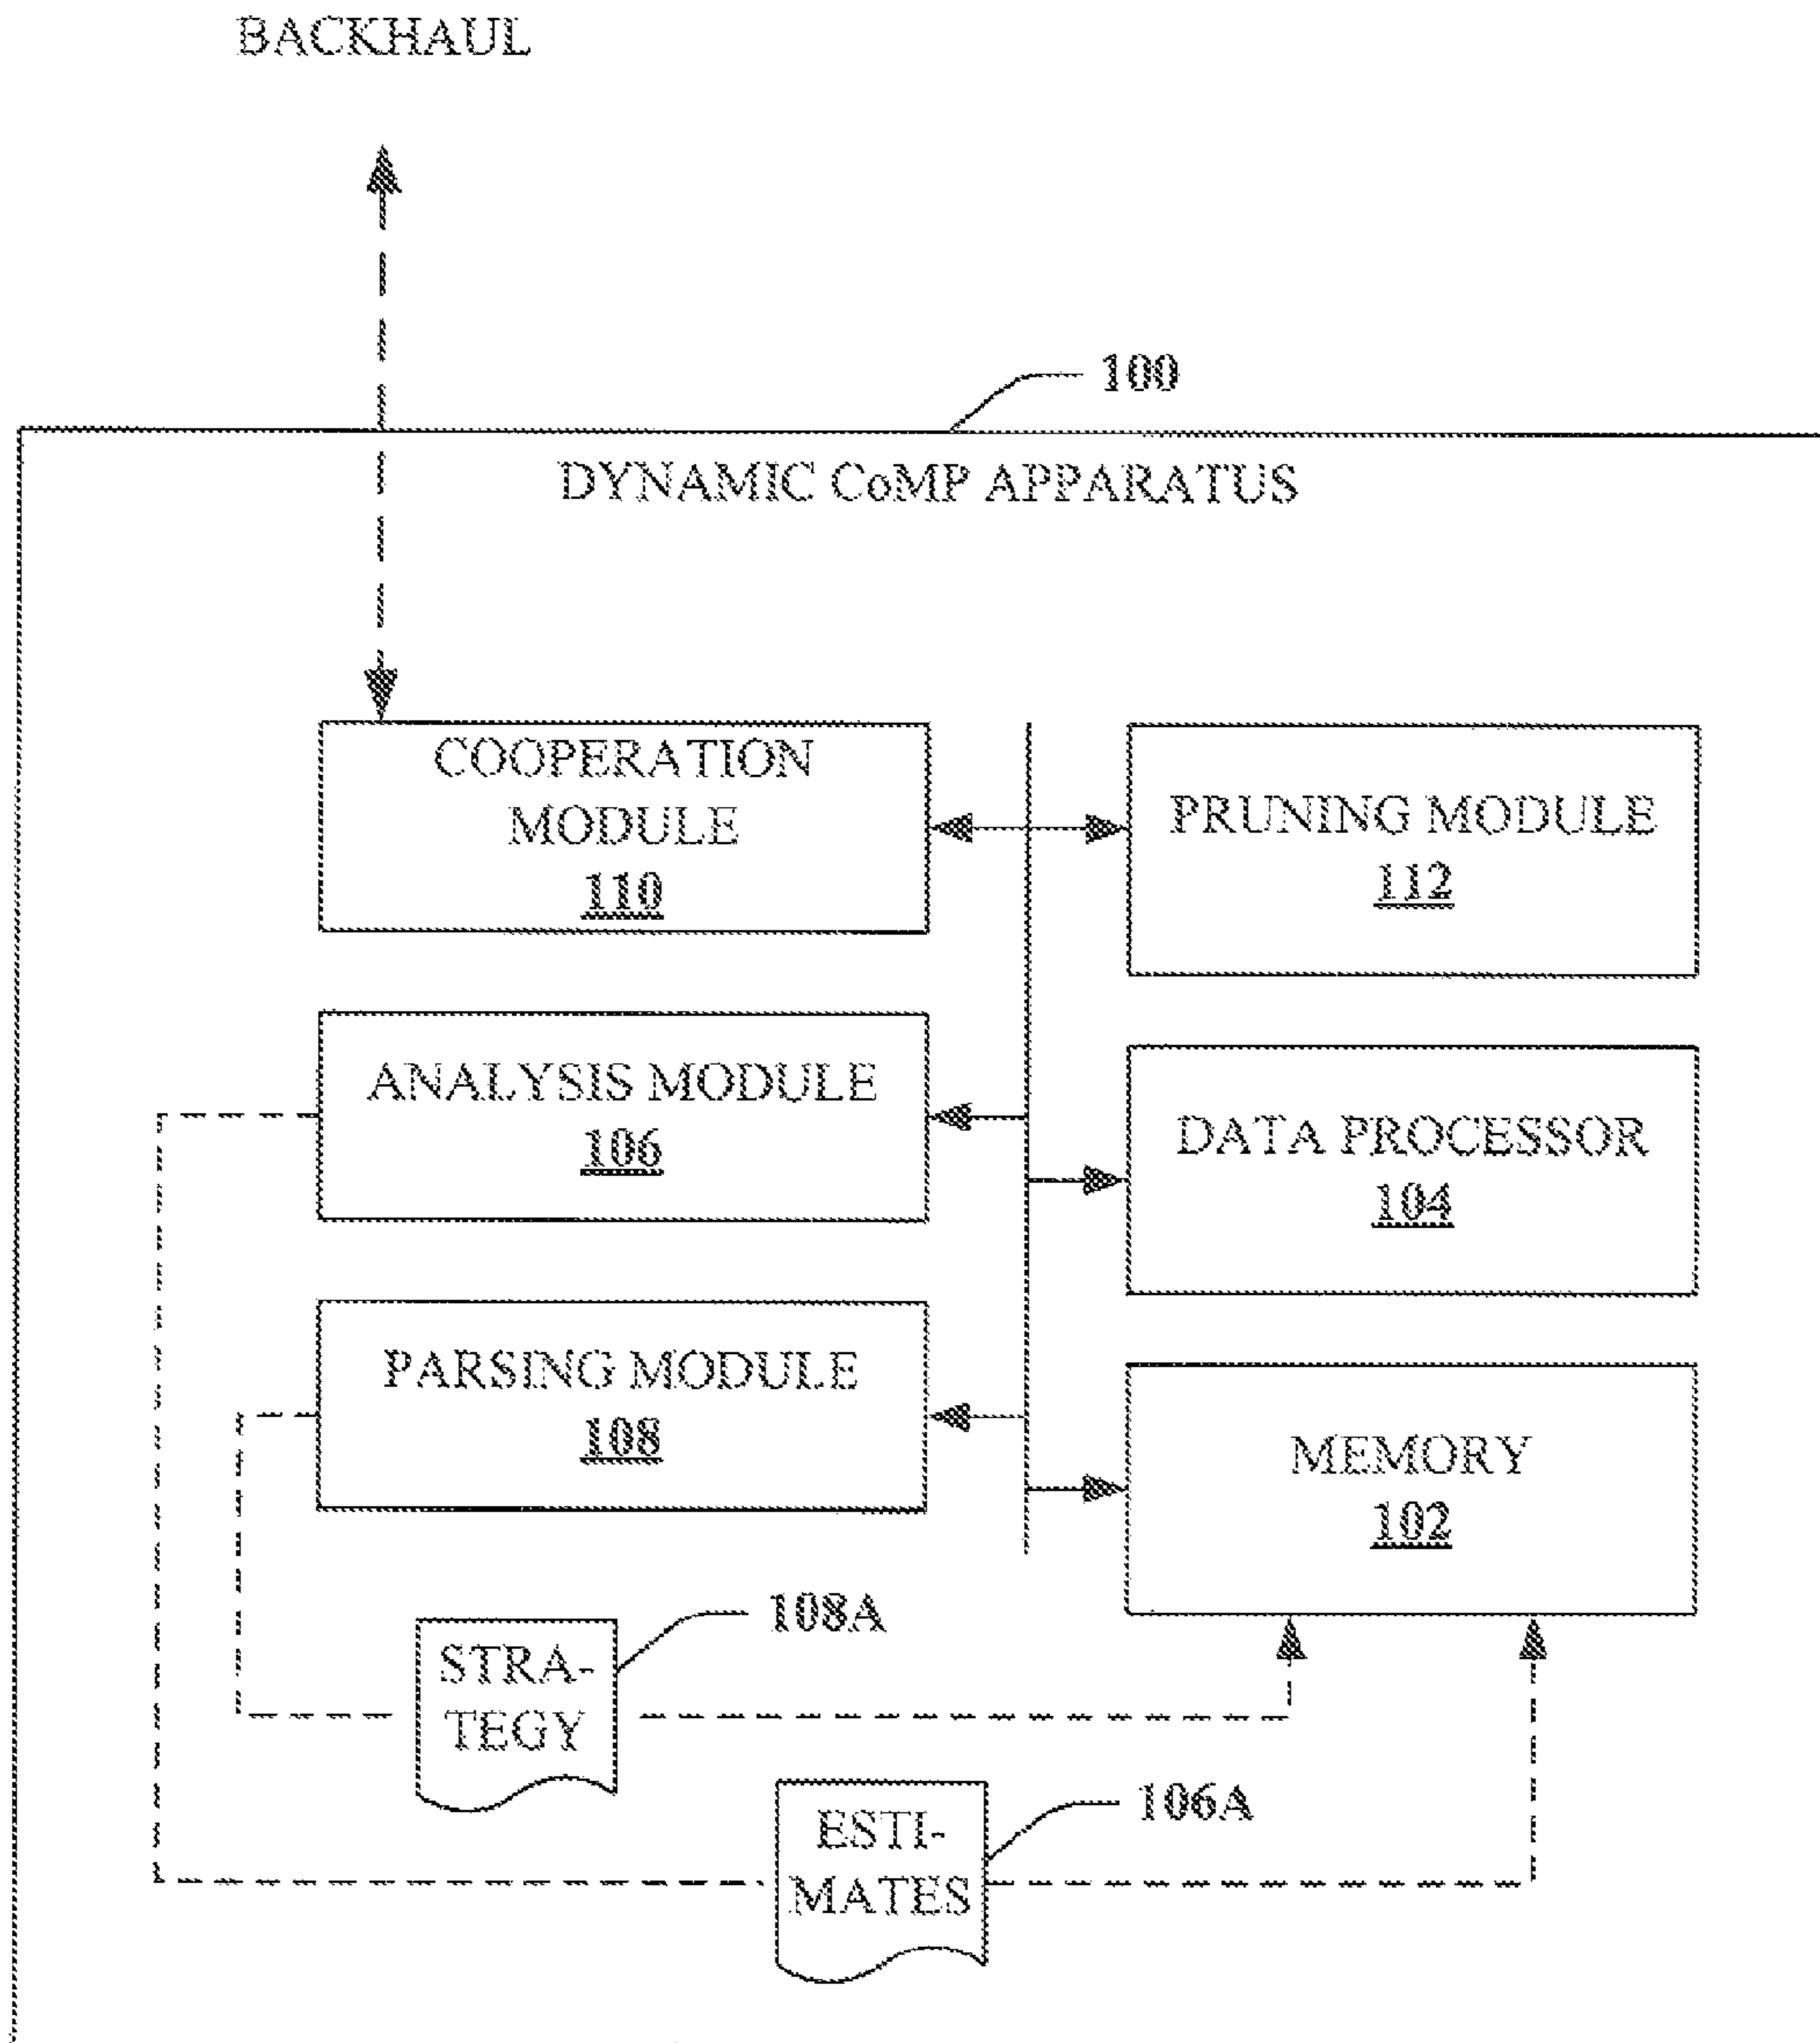 BACKHAUL
100
DYNAMIC CoMP APPARATUS
COOPERATION
MODULE
110
PRUNING MODULE
112
ANALYSIS MODULE
106
DATA PROCESSOR
104
PARSING MODULE
108
MEMORY
102
108A
STRA-
TEGY
106A
ESTI-
MATES